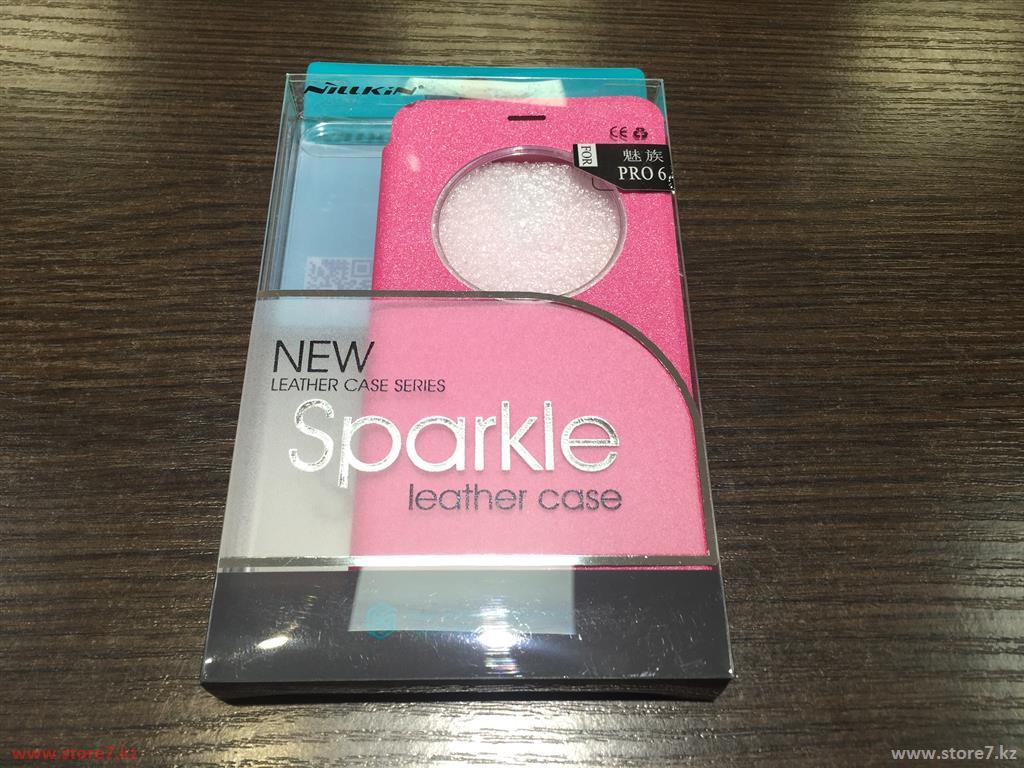 NILLKIN®
CE
FOR
魅族
PRO 6
NEW
LEATHER CASE SERIES
Sparkle
leather case
www.store7.kz
www.store7.kz